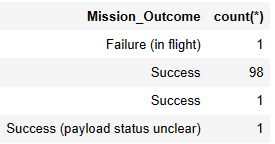 Mission_Outcome count(*)
Failure (in flight) 1
Success 98
Success 1
Success (payload status unclear) 1